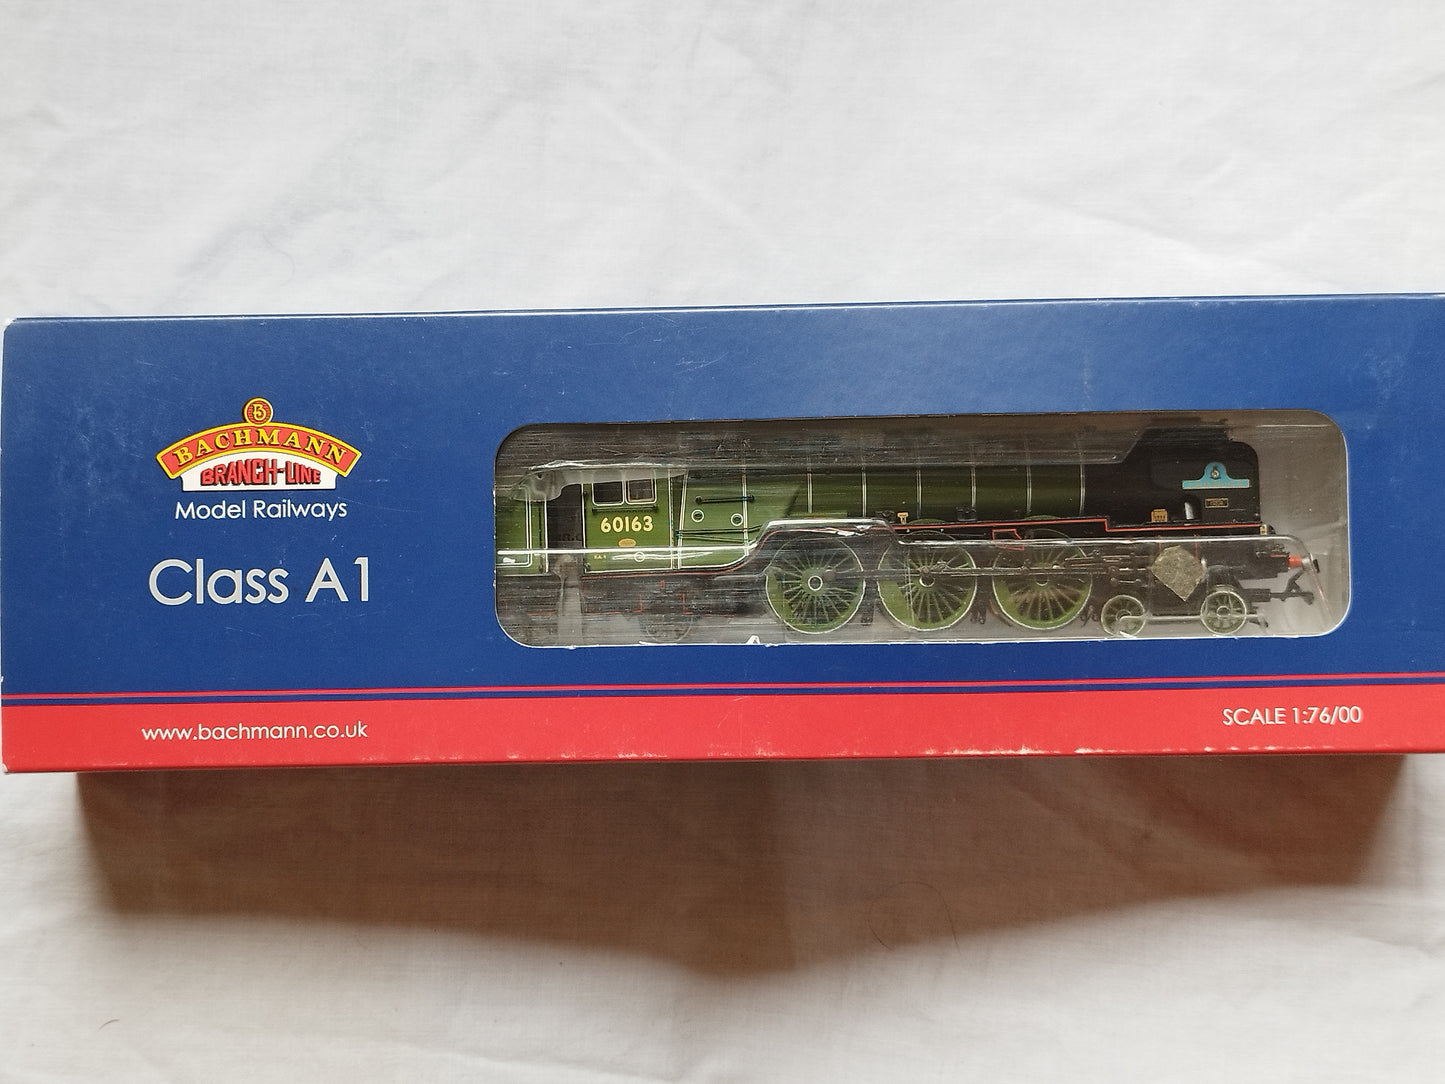 B
BACHMANN
BRANCH-LINE
Model Railways
Class A1
60163
www.bachmann.co.uk
SCALE 1:76/00